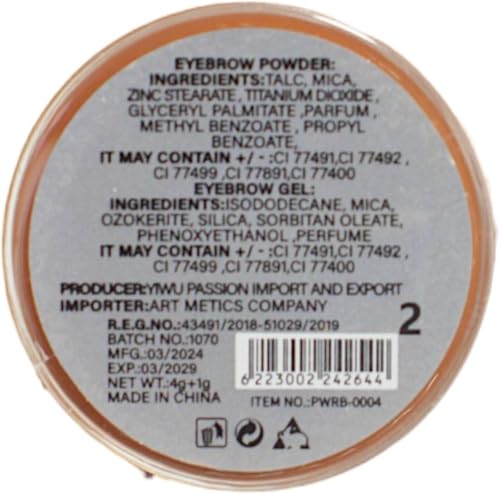 EYEBROW POWDER:
INGREDIENTS:TALC, MICA,
ZINC STEARATE, TITANIUM DIOXIDE ,
GLYCERYL PALMITATE ,PARFUM ,
METHYL BENZOATE , PROPYL
BENZOATE,
IT MAY CONTAIN +/ - :CI 77491,CI 77492 ,
CI 77499 ,CI 77891,CI 77400
EYEBROW GEL:
INGREDIENTS:ISODODECANE, MICA,
OZOKERITE, SILICA, SORBITAN OLEATE,
PHENOXYETHANOL ,PERFUME
IT MAY CONTAIN +/ - :CI 77491,CI 77492 ,
CI 77499 ,CI 77891,CI 77400
PRODUCER:YIWU PASSION IMPORT AND EXPORT
IMPORTER:ART METICS COMPANY
R.E.G.NO.:43491/2018-51029/2019
BATCH NO.:1070
MFG.:03/2024
EXP.:03/2029
NET WT.:4g+1g
MADE IN CHINA
2
6223002 242644
ITEM NO.:PWRB-0004